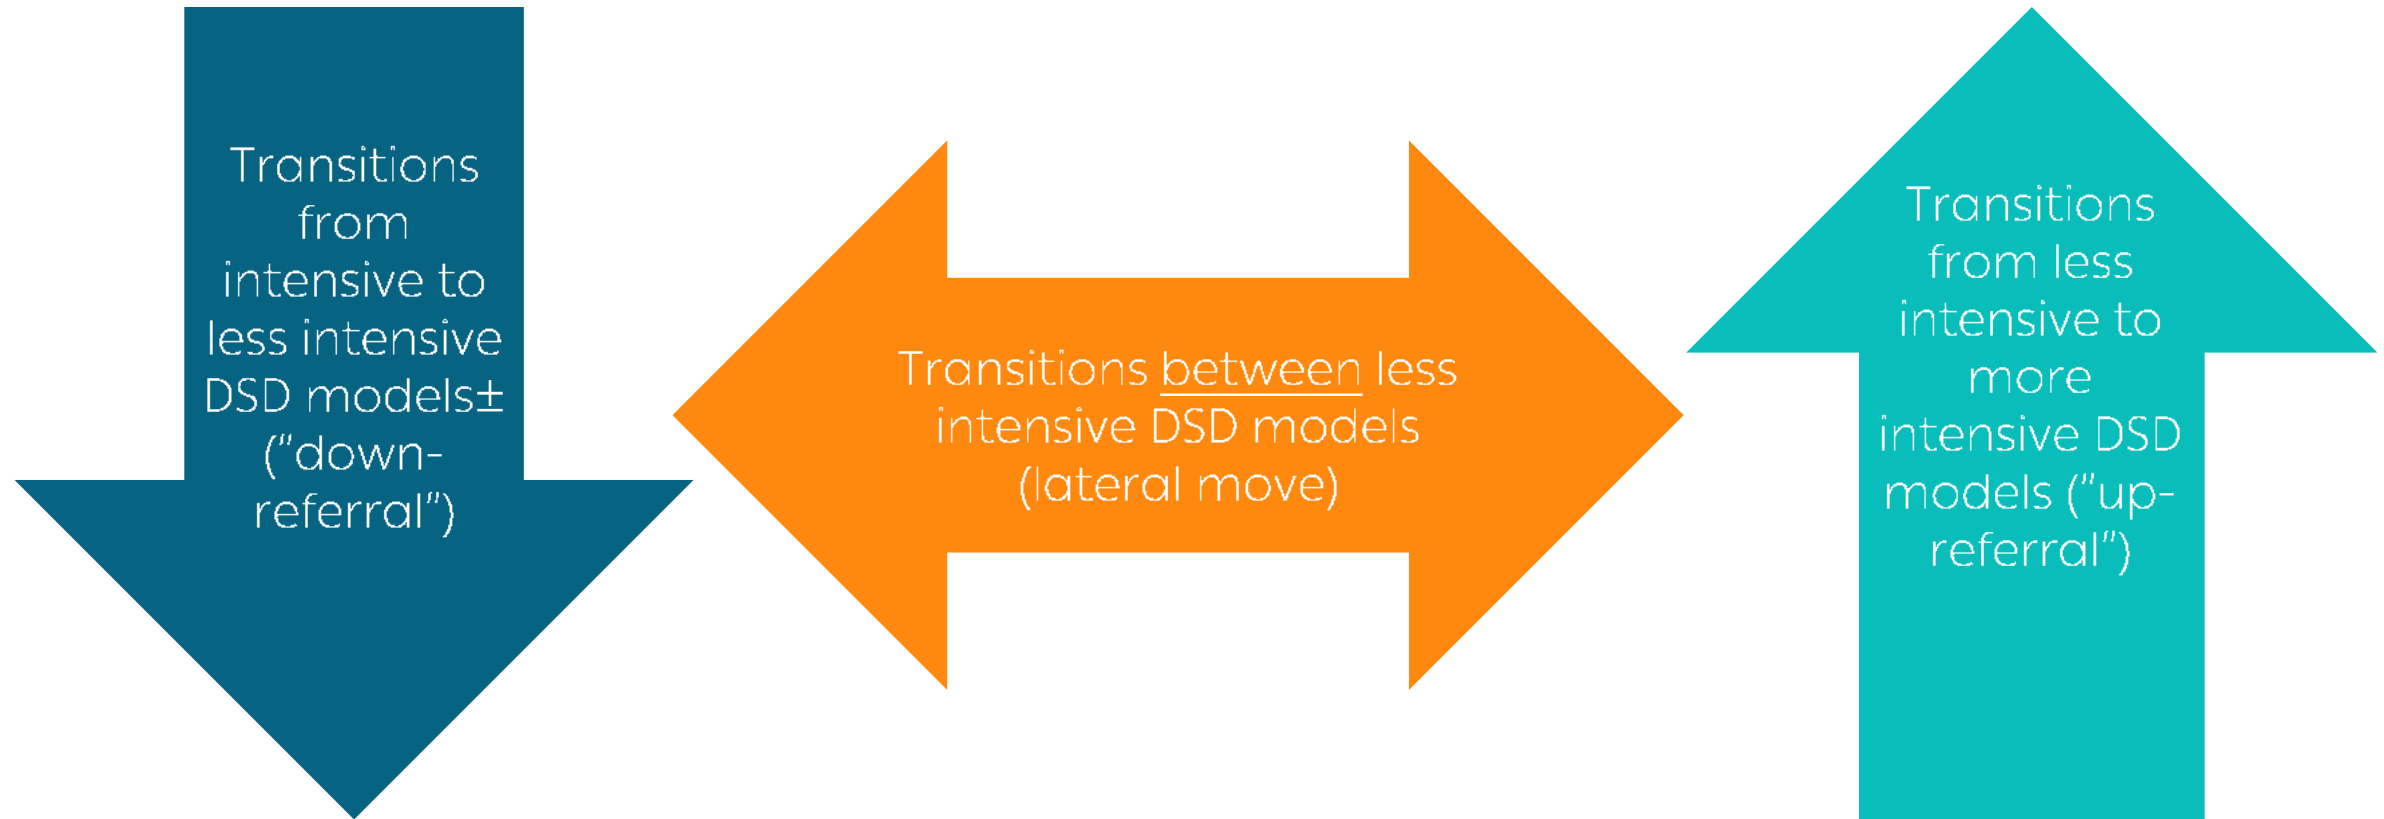 Transitions
from
intensive to
less intensive
DSD models±
("down-
referral")
Transitions between less
intensive DSD models
(lateral move)
Transitions
from less
intensive to
more
intensive DSD
models ("up-
referral")